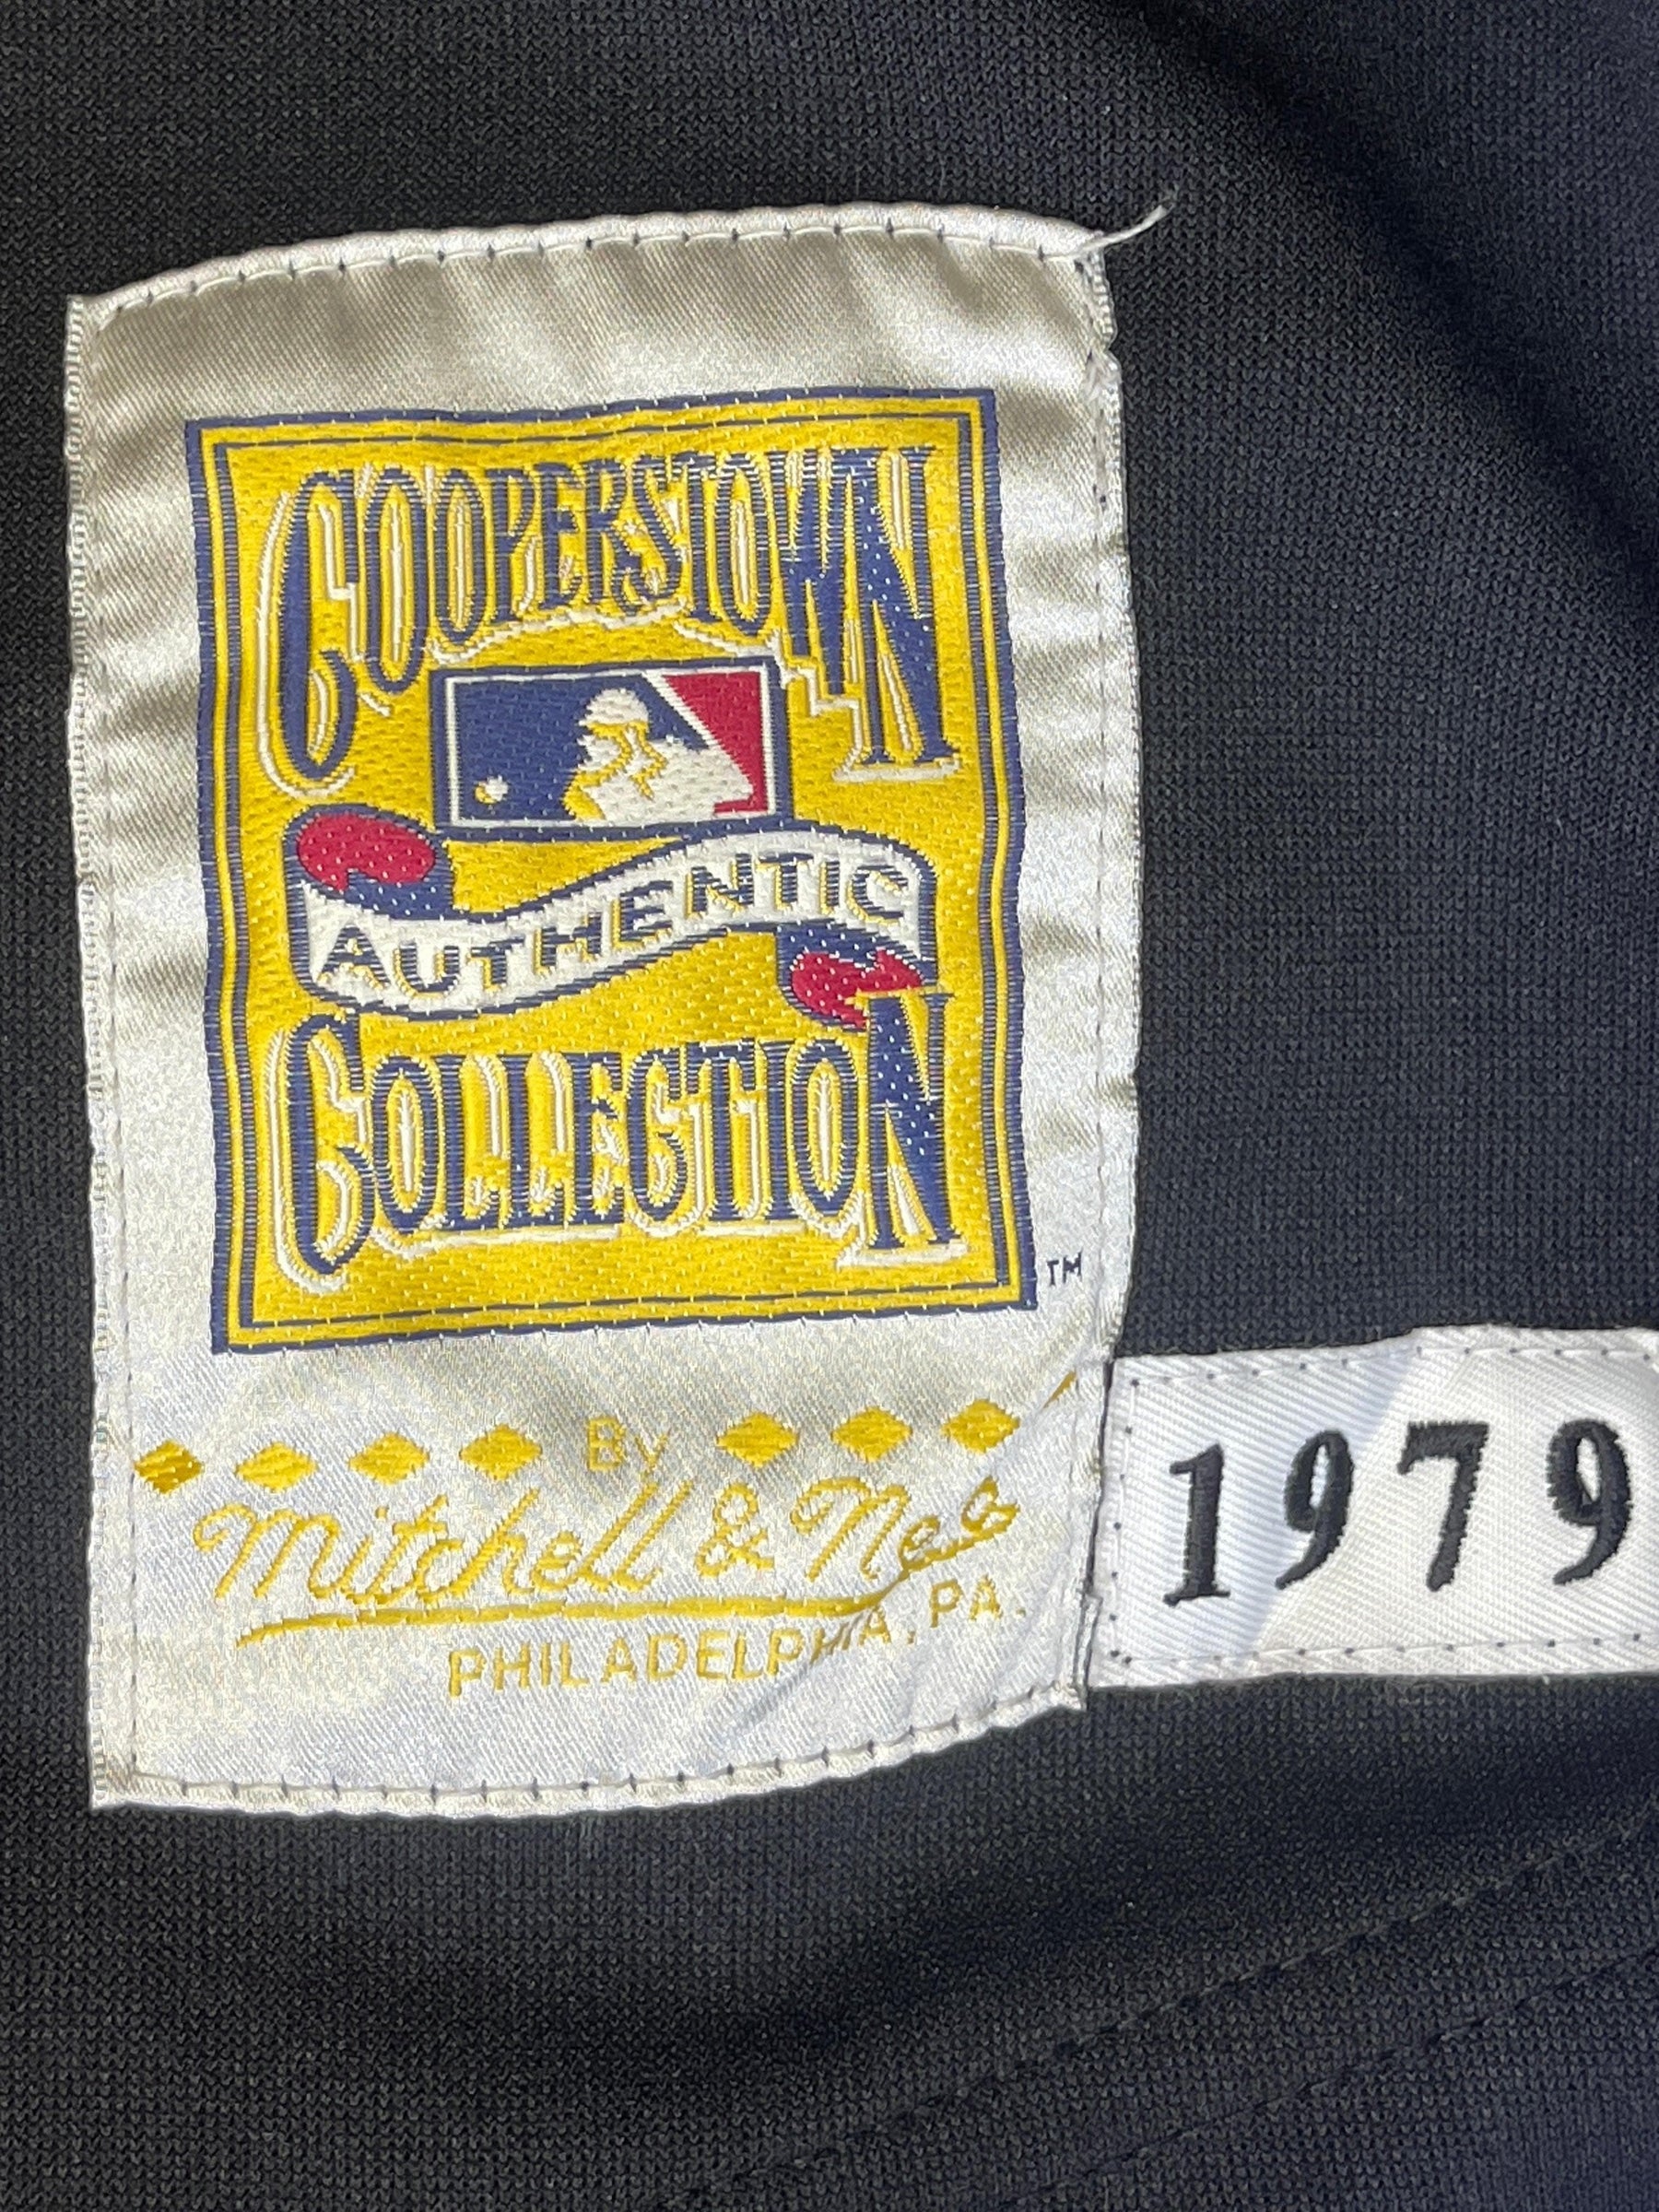 COOPERSTOWN
AUTHENTIC
COLLECTION
TM
By
Mitchell & Ness
PHILADELPHIA, PA.
1979